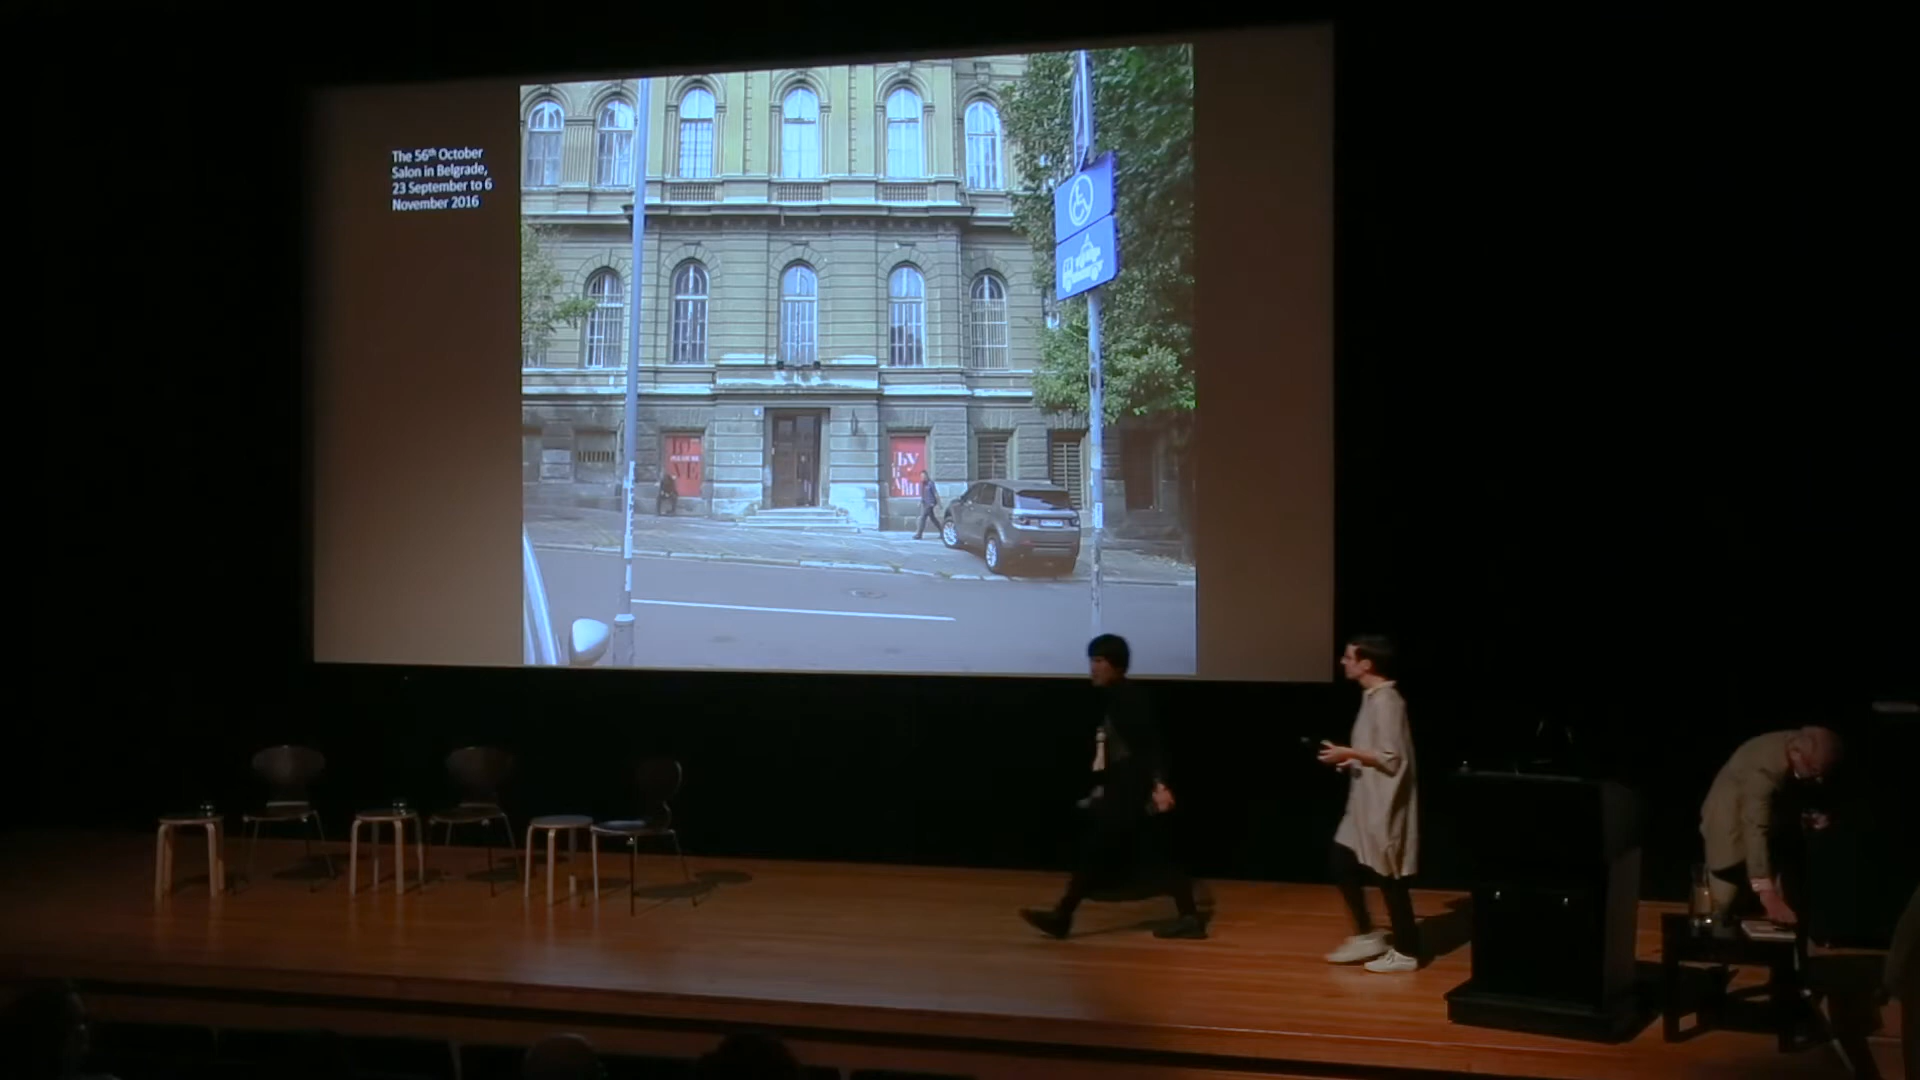 The 56th October
Salon in Belgrade,
23 September to 6
November 2016